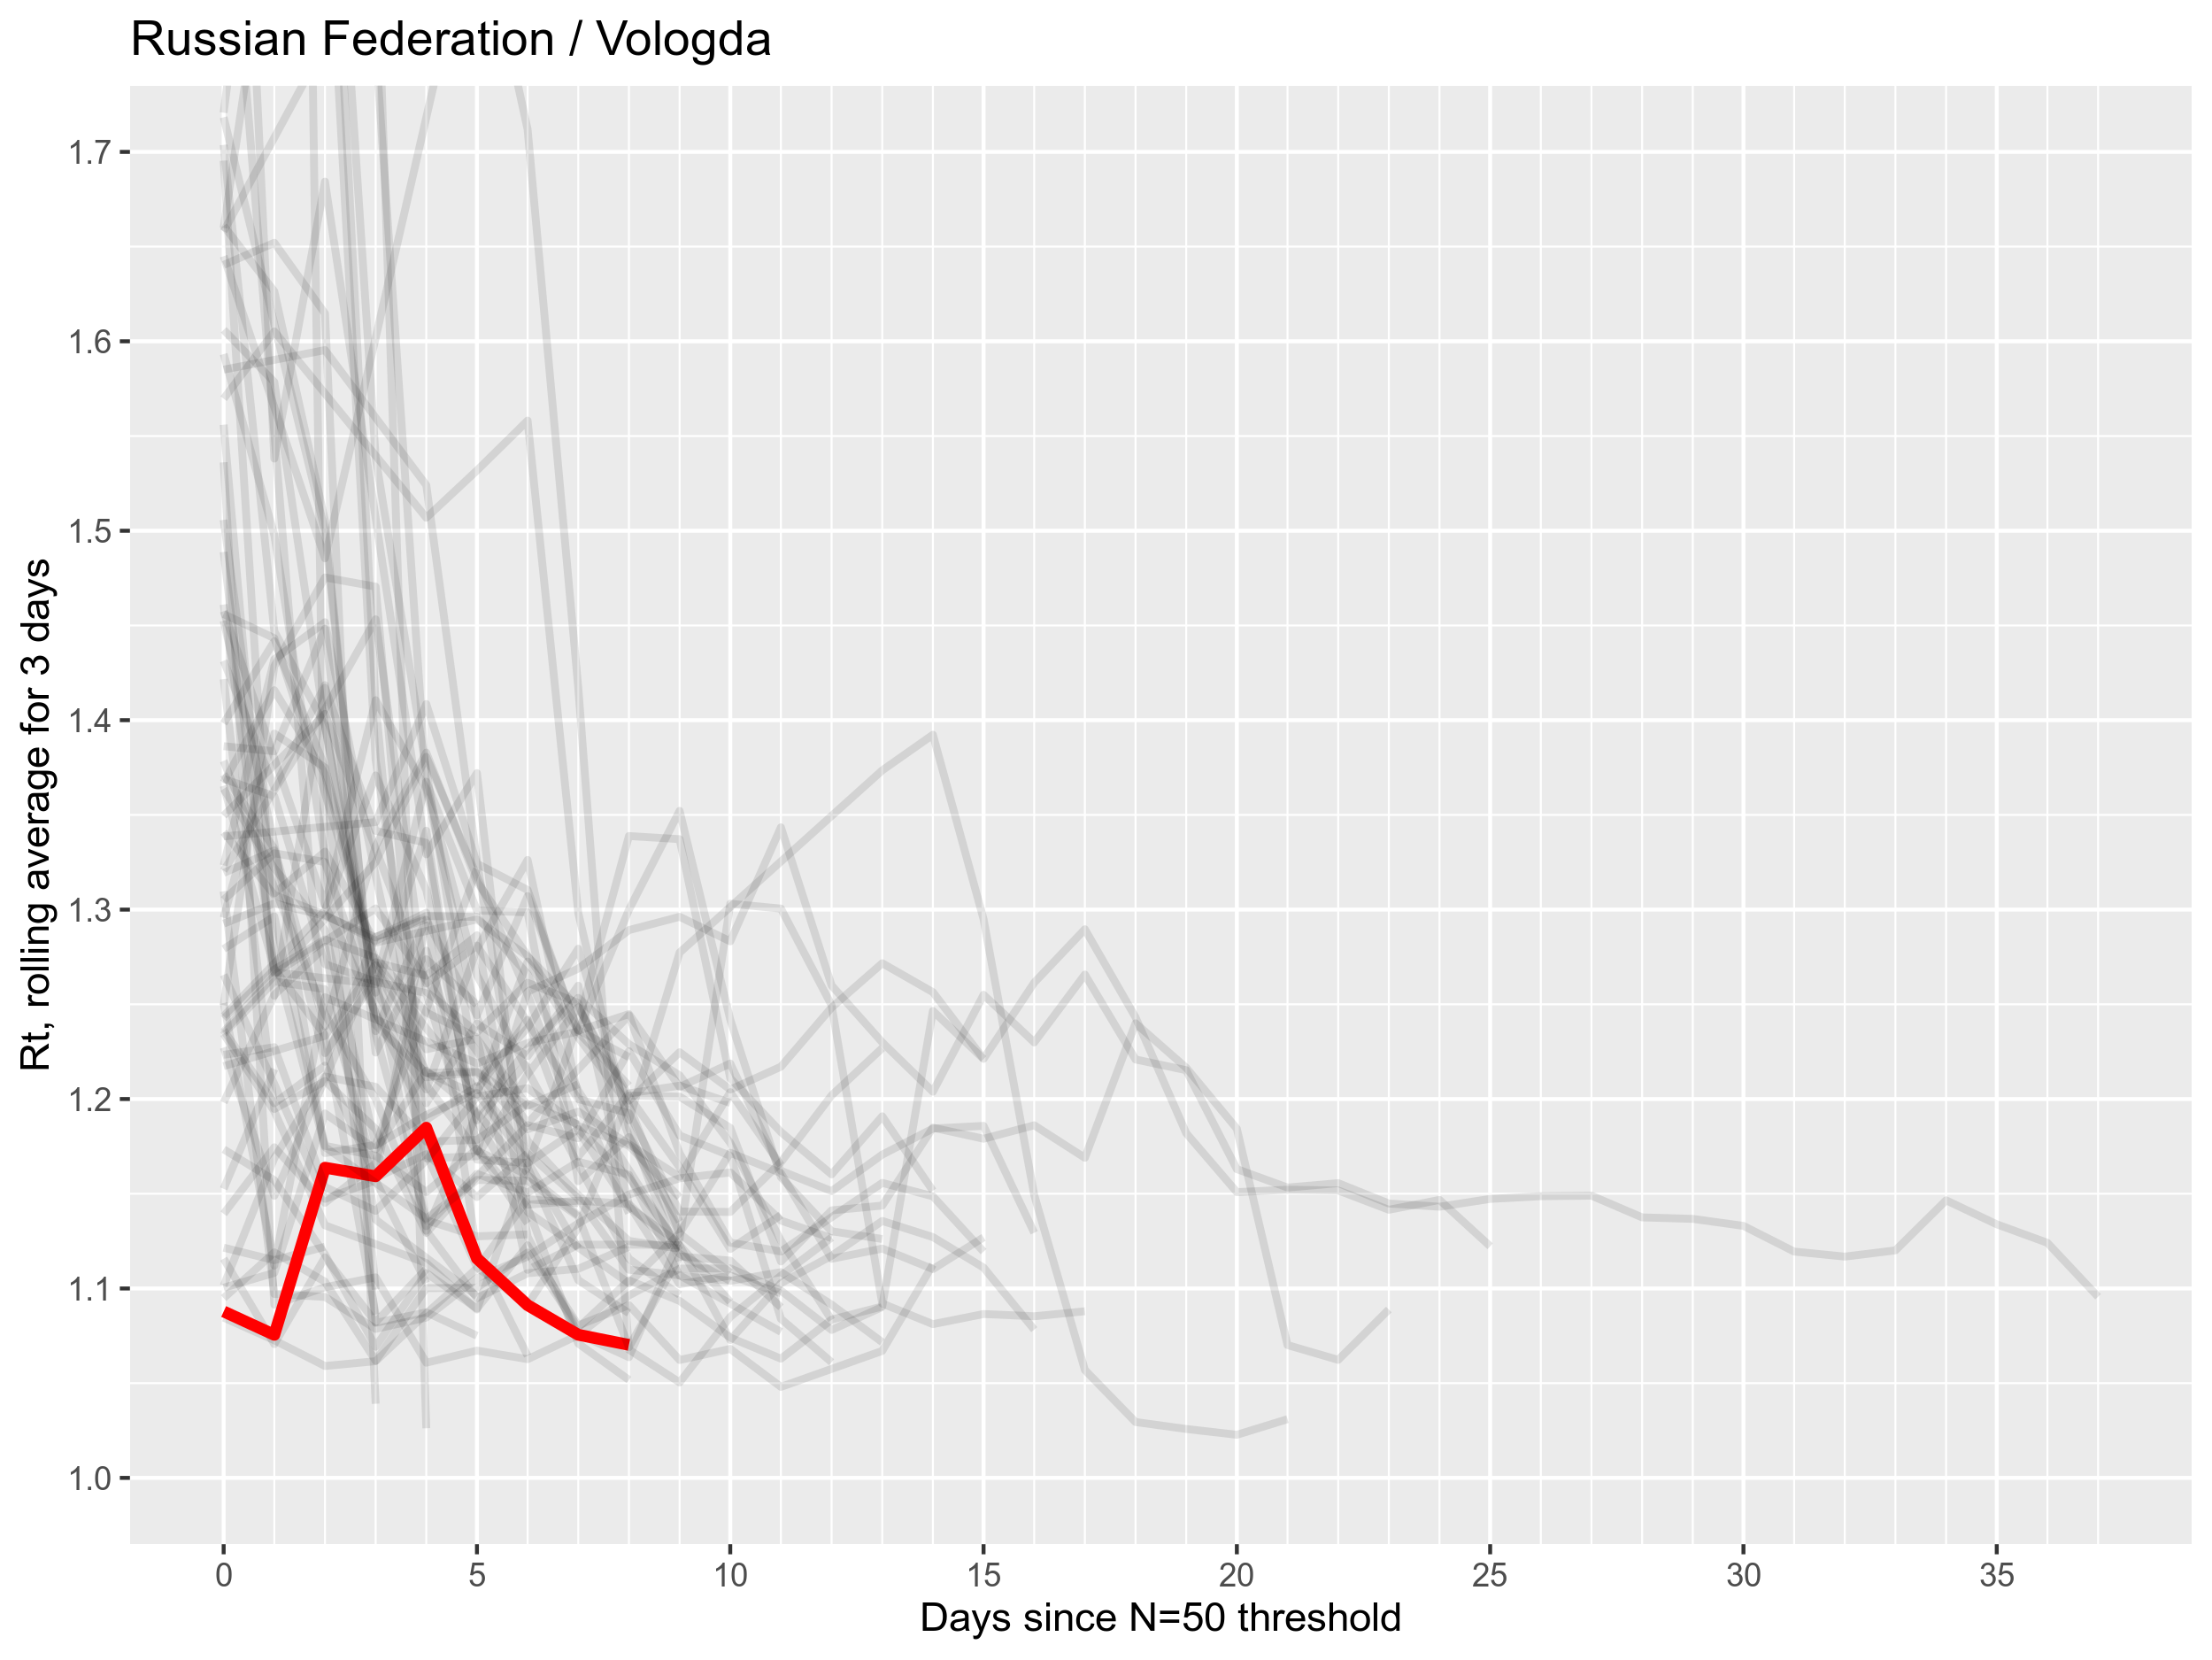 Russian Federation / Vologda
1.7
1.6
1.5
1.4
1.3
1.2
1.1
1.0
Rt, rolling average for 3 days
0 5 10 15 20 25 30 35
Days since N=50 threshold